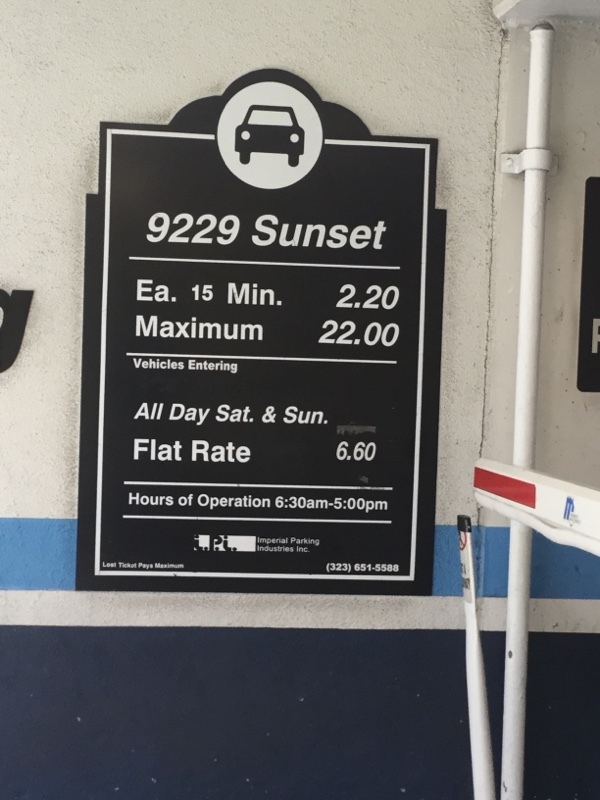 9229 Sunset
Ea. 15 Min. 2.20
Maximum 22.00
Vehicles Entering
All Day Sat. & Sun.
Flat Rate 6.60
Hours of Operation 6:30am-5:00pm
Imperial Parking
Industries Inc.
Lost Ticket Pays Maximum
(323) 651-5588